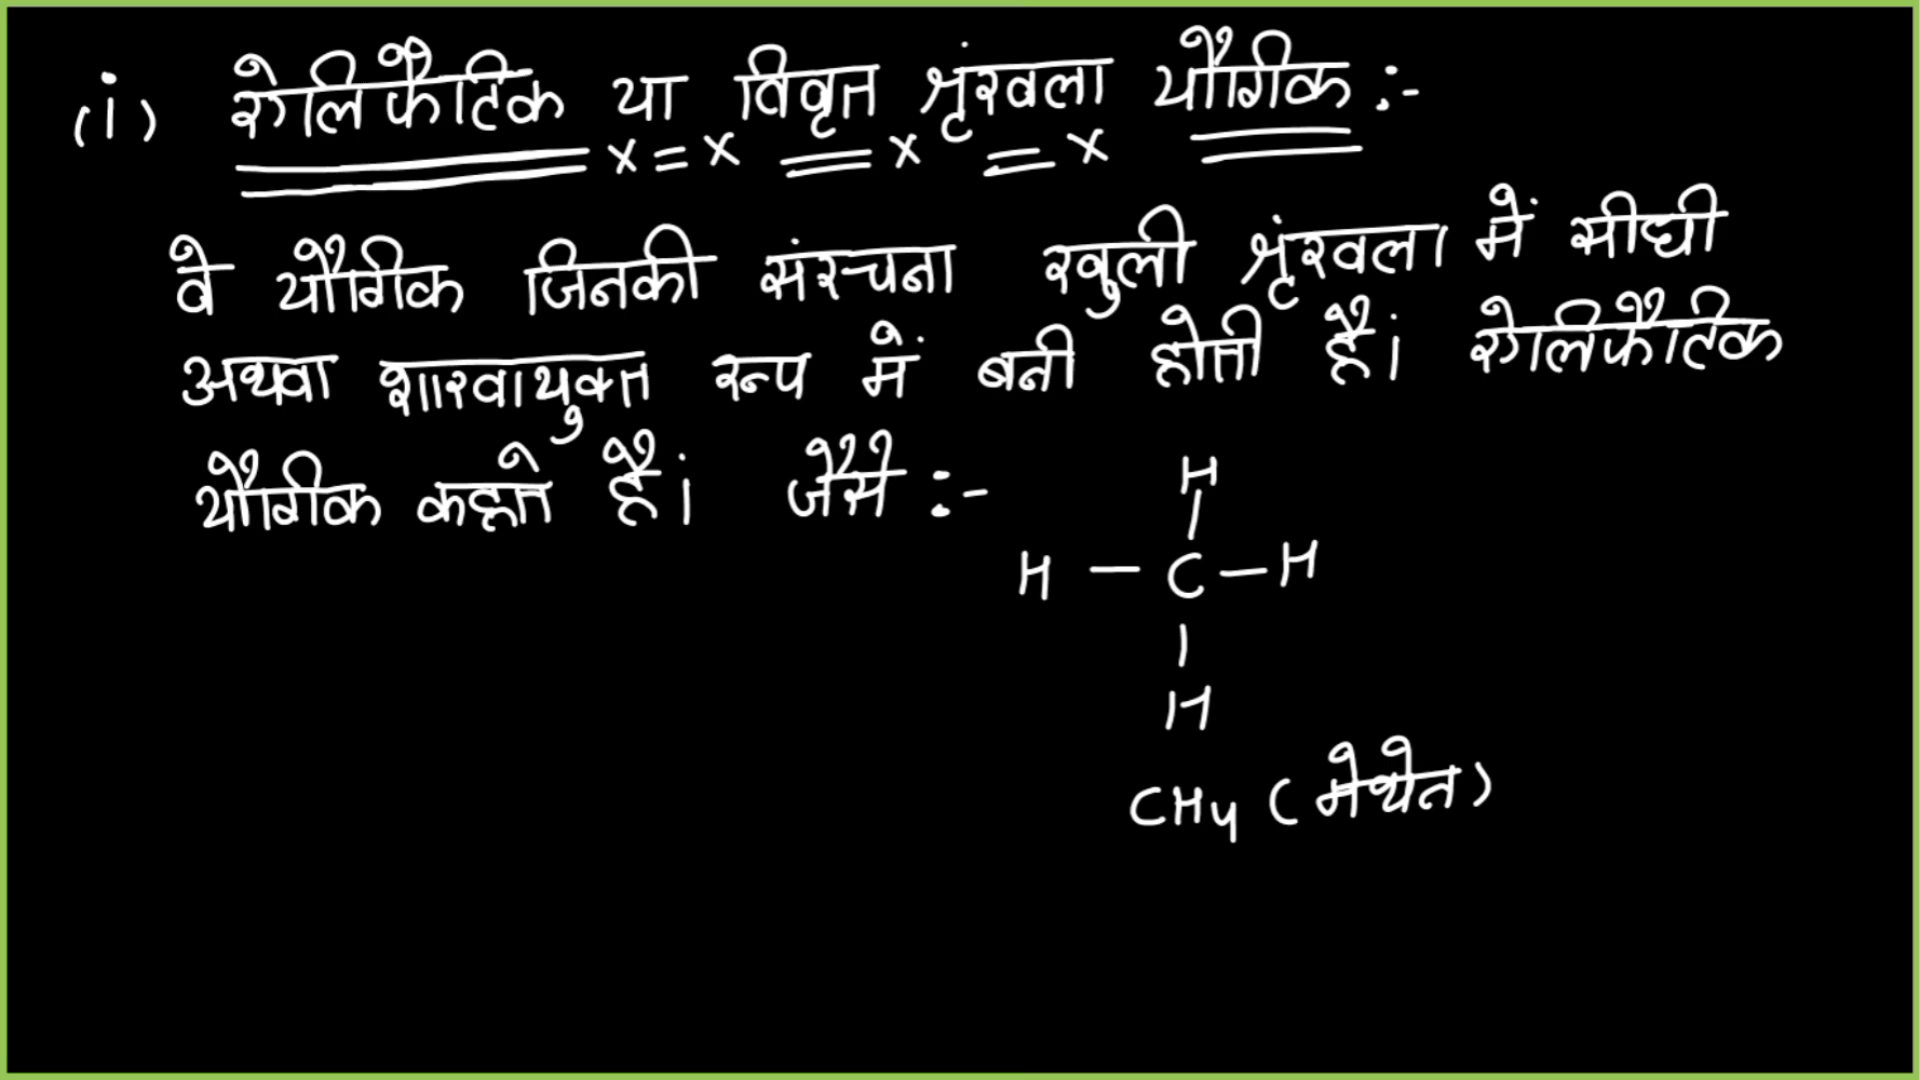 (i) ऐलिफैटिक या विवृत श्रृंखला यौगिक :-
वे यौगिक जिनकी संरचना खुली श्रृंखला में सीधी
अथवा शाखायुक्त रूप में बनी होती है। ऐलिफैटिक
यौगिक कहते है। जैसे :-
H
|
H – C – H
|
H
CH4 (मेथेन)